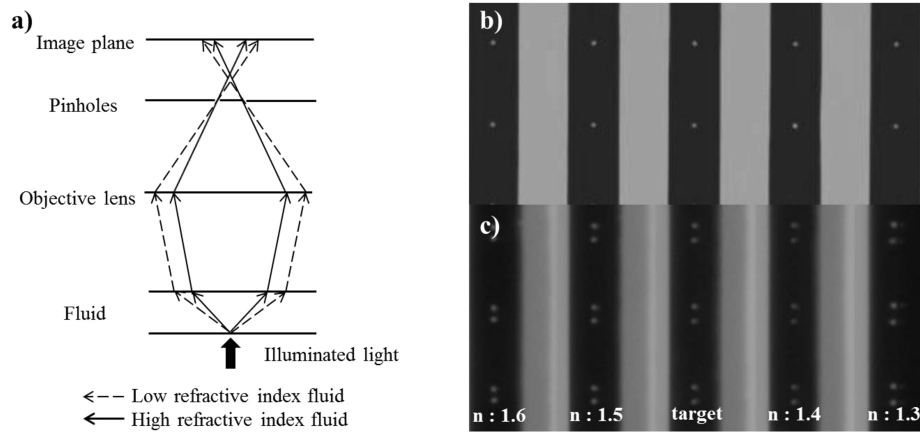 a)
Image plane
Pinholes
Objective lens
Fluid
Illuminated light
Low refractive index fluid
High refractive index fluid
b)
c)
n : 1.6 n : 1.5 target n : 1.4 n : 1.3